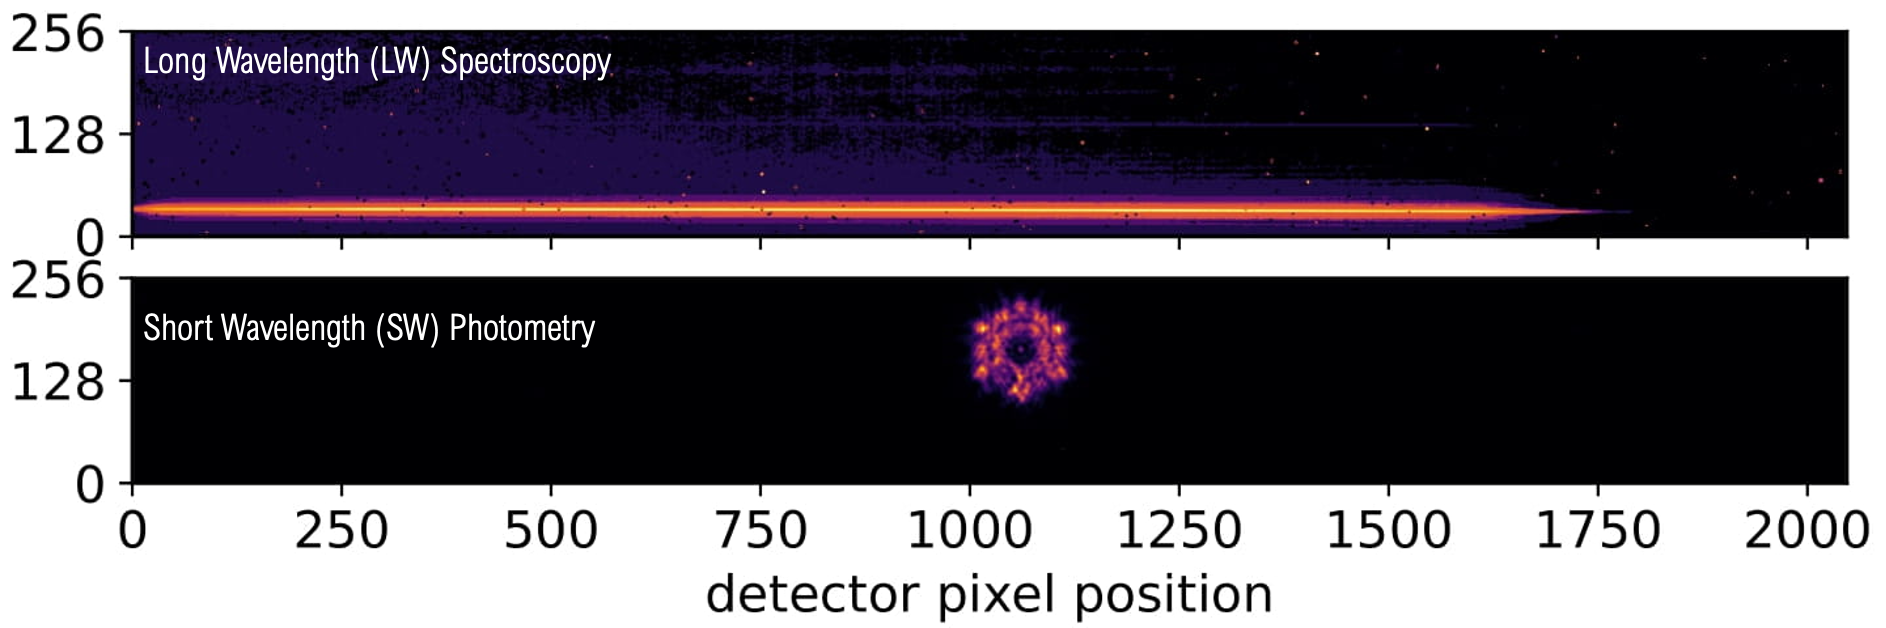 256
Long Wavelength (LW) Spectroscopy
128
0
256
Short Wavelength (SW) Photometry
128
0
0 250 500 750 1000 1250 1500 1750 2000
detector pixel position